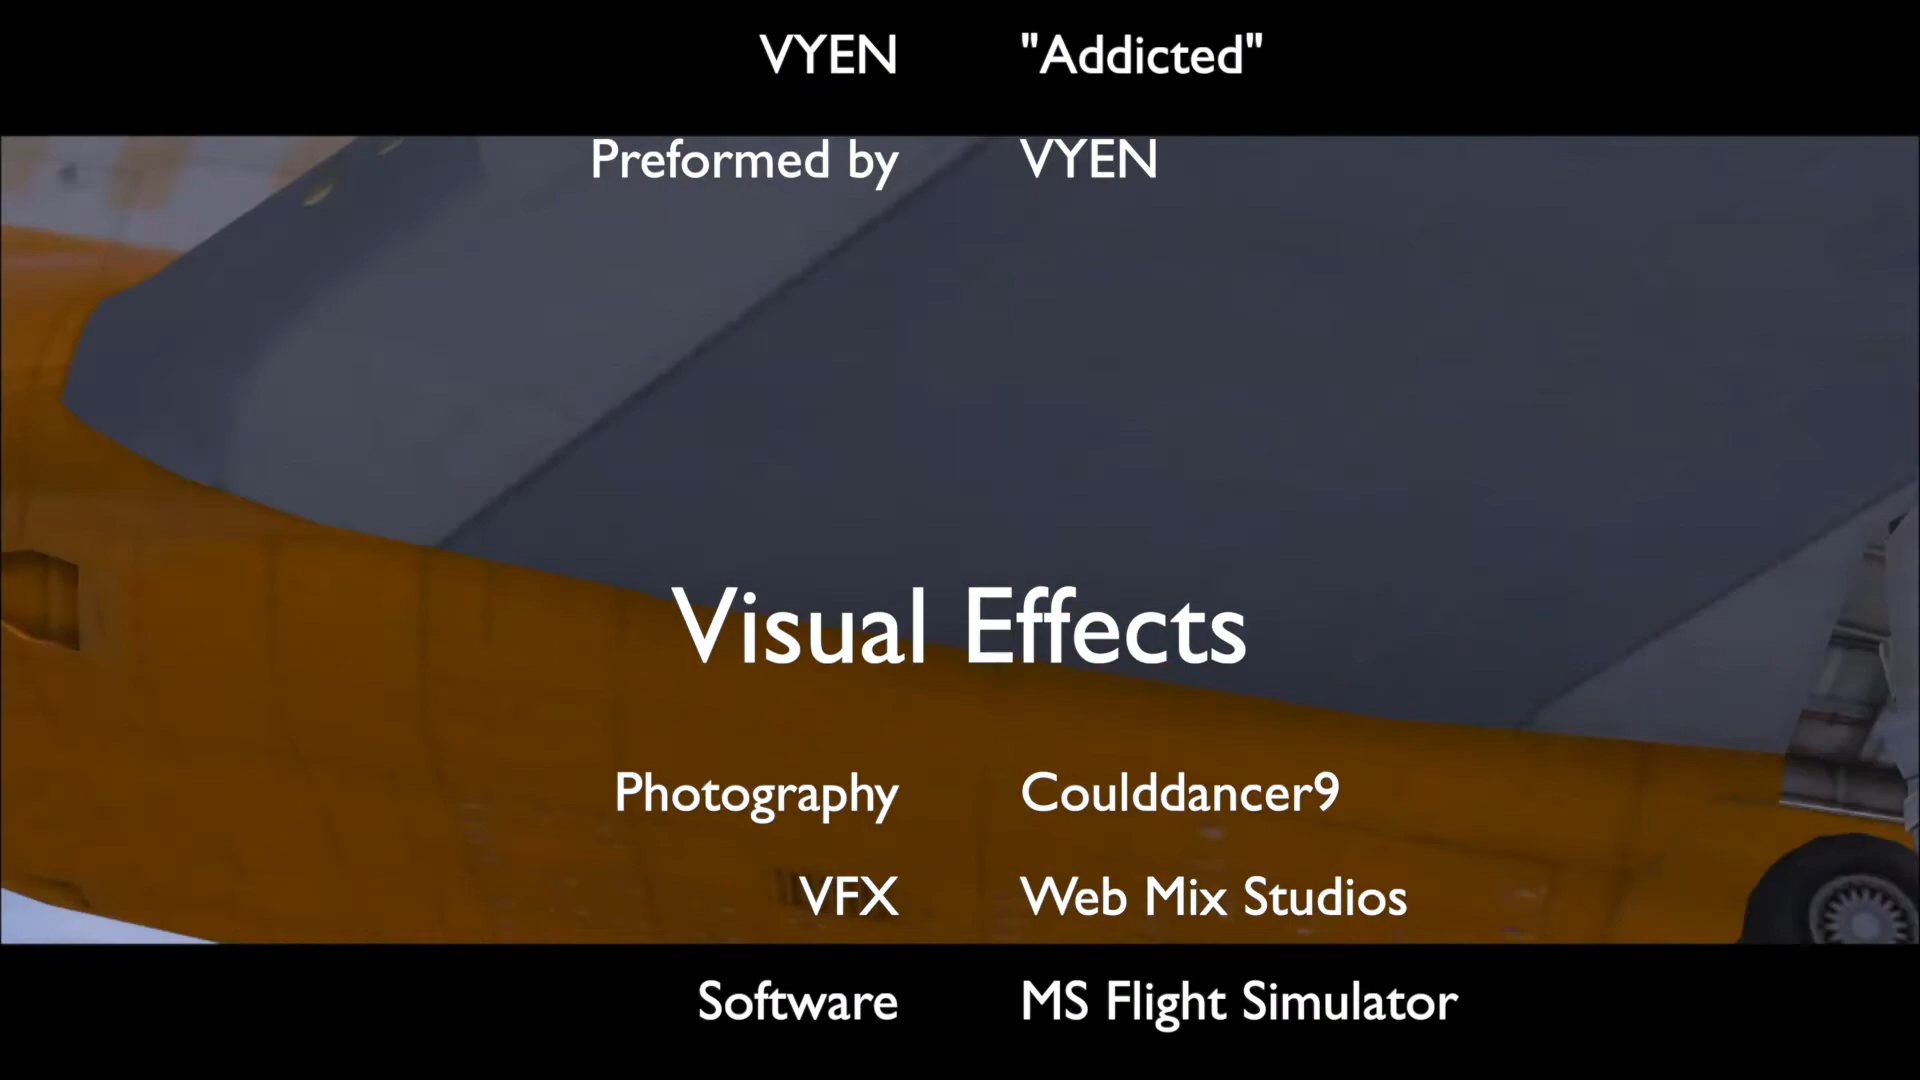 VYEN "Addicted"
Preformed by VYEN
Visual Effects
Photography Coulddancer9
VFX Web Mix Studios
Software MS Flight Simulator